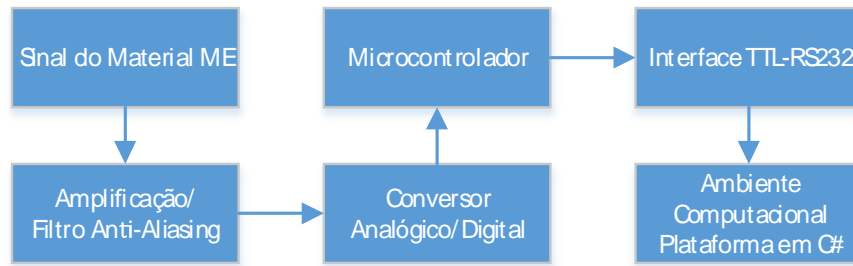 Sinal do Material ME
Microcontrolador
Interface TTL-RS232
Amplificação/
Filtro Anti-Aliasing
Conversor
Analógico/Digital
Ambiente
Computacional
Plataforma em C#